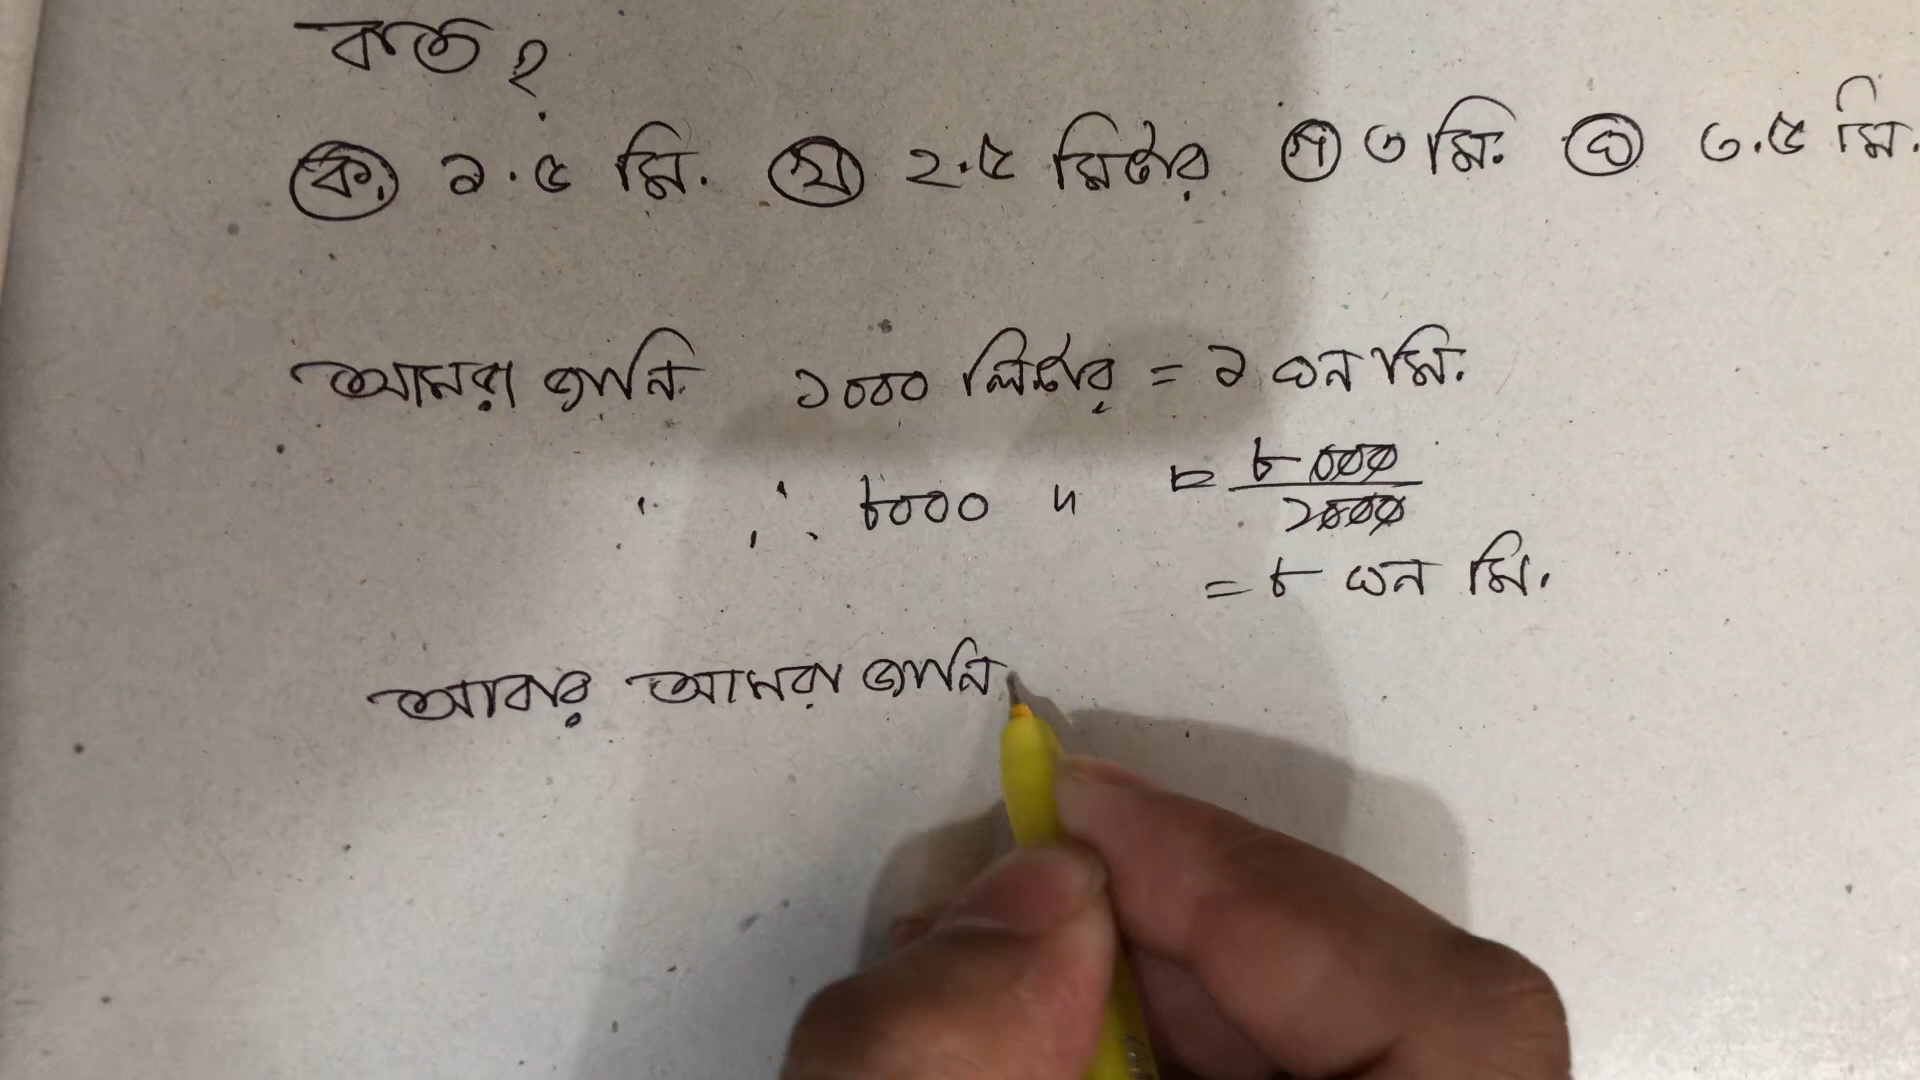 কত?
ক. ১.৫ মি. খ ২.৫ মিটার গ ৩ মি. ঘ ৩.৫ মি.
আমরা জানি ১০০০ লিটার = ১ ঘন মি.
∴ ৮০০০ " = ৮০০০/১০০০
= ৮ ঘন মি.
আবার আমরা জানি